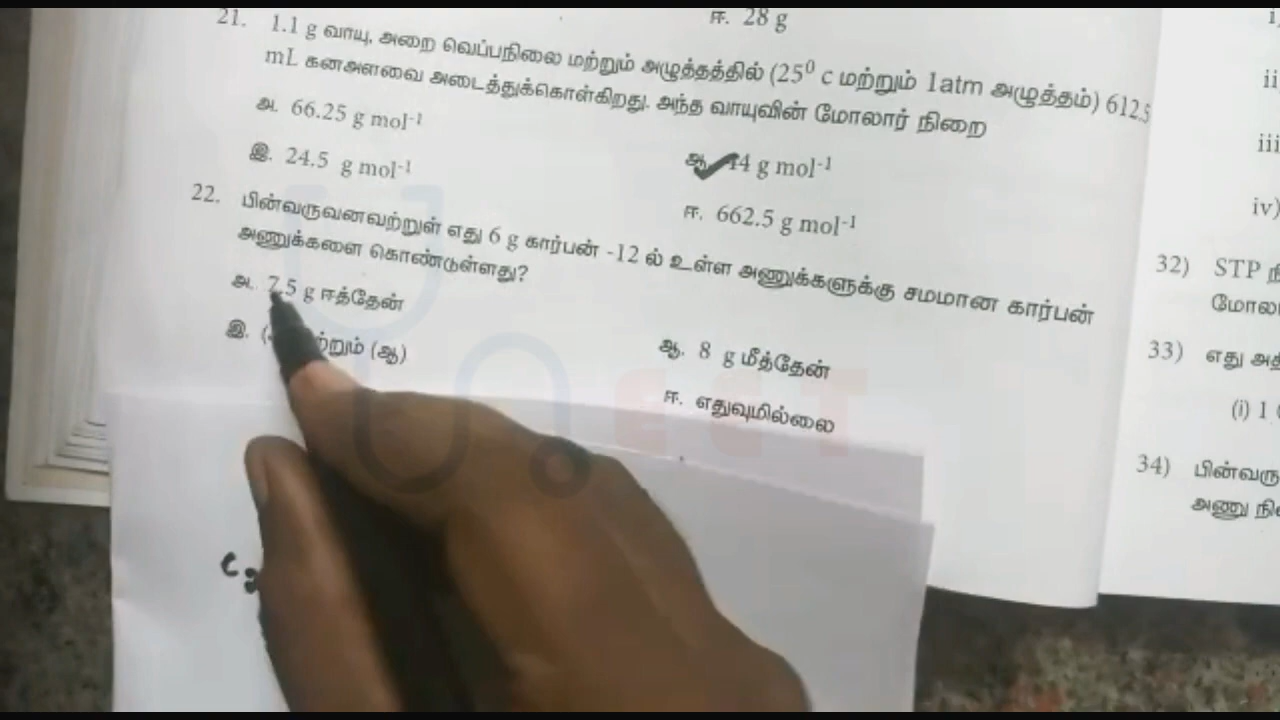 ஈ. 28 g
21. 1.1 g வாயு, அறை வெப்பநிலை மற்றும் அழுத்தத்தில் (25⁰ c மற்றும் 1atm அழுத்தம்) 612.5
mL கனஅளவை அடைத்துக்கொள்கிறது. அந்த வாயுவின் மோலார் நிறை
அ. 66.25 g mol⁻¹
ஆ. 44 g mol⁻¹
இ. 24.5 g mol⁻¹
ஈ. 662.5 g mol⁻¹
22. பின்வருவனவற்றுள் எது 6 g கார்பன் -12 ல் உள்ள அணுக்களுக்கு சமமான கார்பன்
அணுக்களை கொண்டுள்ளது?
அ. 7.5 g ஈத்தேன்
ஆ. 8 g மீத்தேன்
இ. (ஆ)
ஈ. எதுவுமில்லை
C
ii
iii
iv)
32) STP
33) எது
(i) 1
34)
அணு